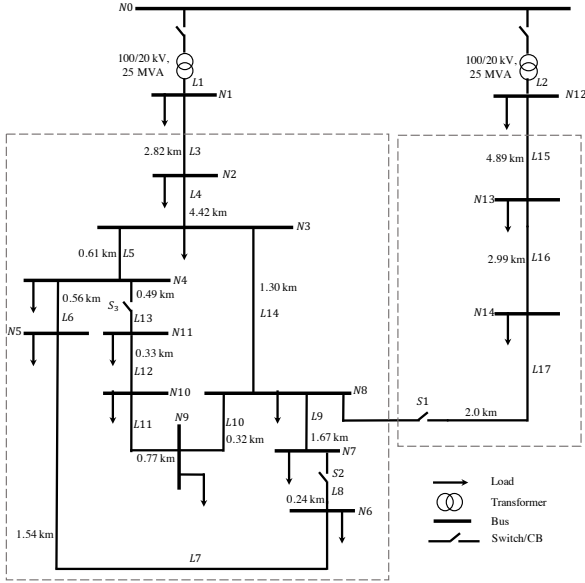 N0
100/20 kV,
25 MVA
L1
N1
100/20 kV,
25 MVA
L2
N12
2.82 km L3
N2
L4
4.42 km
N3
0.61 km L5
N4
0.56 km
L6
N5
0.49 km
S3
L13
N11
0.33 km
L12
N10
L11
N9
0.77 km
1.30 km
L14
N8
L10
0.32 km
L9
1.67 km
N7
S2
L8
0.24 km
N6
1.54 km
L7
4.89 km L15
N13
2.99 km L16
N14
L17
S1
2.0 km
Load
Transformer
Bus
Switch/CB